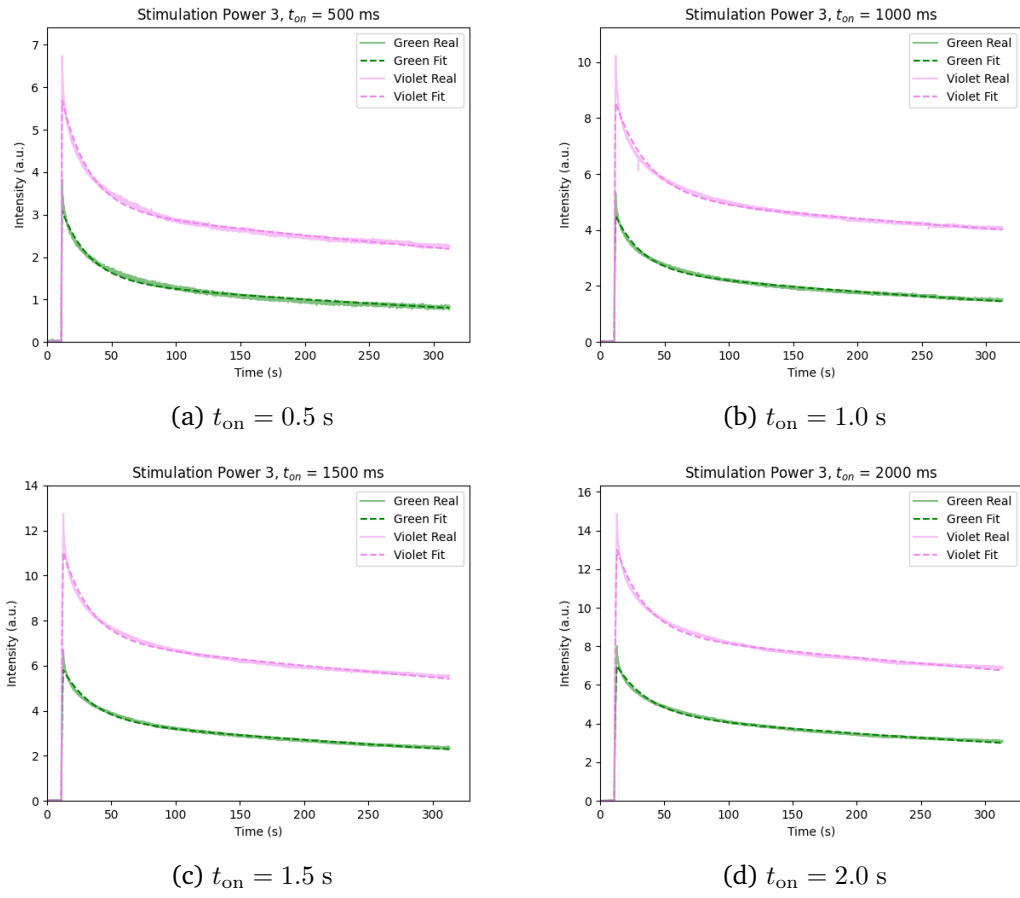 Stimulation Power 3, t_on = 500 ms
7
6
5
4
3
2
1
0
Intensity (a.u.)
Green Real
Green Fit
Violet Real
Violet Fit
0 50 100 150 200 250 300
Time (s)
(a) t_on = 0.5 s
Stimulation Power 3, t_on = 1000 ms
10
8
6
4
2
0
Intensity (a.u.)
Green Real
Green Fit
Violet Real
Violet Fit
0 50 100 150 200 250 300
Time (s)
(b) t_on = 1.0 s
Stimulation Power 3, t_on = 1500 ms
14
12
10
8
6
4
2
0
Intensity (a.u.)
Green Real
Green Fit
Violet Real
Violet Fit
0 50 100 150 200 250 300
Time (s)
(c) t_on = 1.5 s
Stimulation Power 3, t_on = 2000 ms
16
14
12
10
8
6
4
2
0
Intensity (a.u.)
Green Real
Green Fit
Violet Real
Violet Fit
0 50 100 150 200 250 300
Time (s)
(d) t_on = 2.0 s